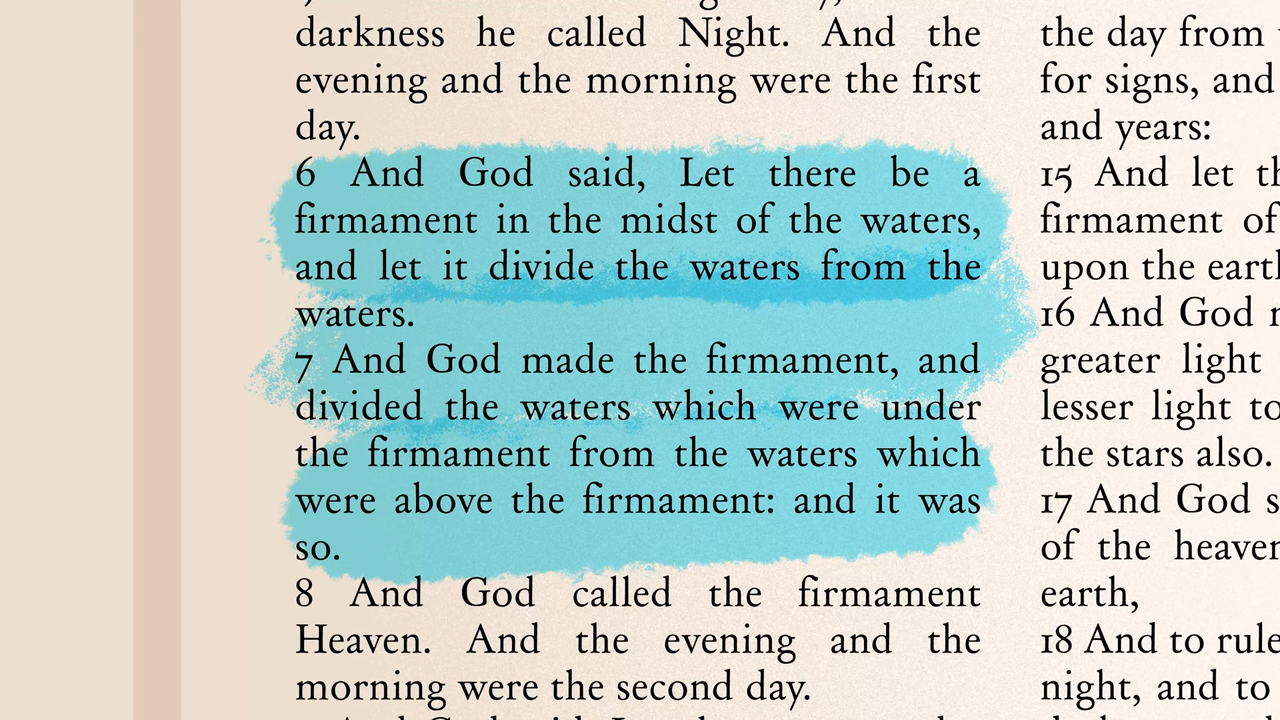 darkness he called Night. And the
evening and the morning were the first
day.
6 And God said, Let there be a
firmament in the midst of the waters,
and let it divide the waters from the
waters.
7 And God made the firmament, and
divided the waters which were under
the firmament from the waters which
were above the firmament: and it was
so.
8 And God called the firmament
Heaven. And the evening and the
morning were the second day.
the day from
for signs, and
and years:
15 And let
firmament of
upon the
16 And God
greater light
lesser light to
the stars also.
17 And God
of the
earth,
18 And to rule
night, and to